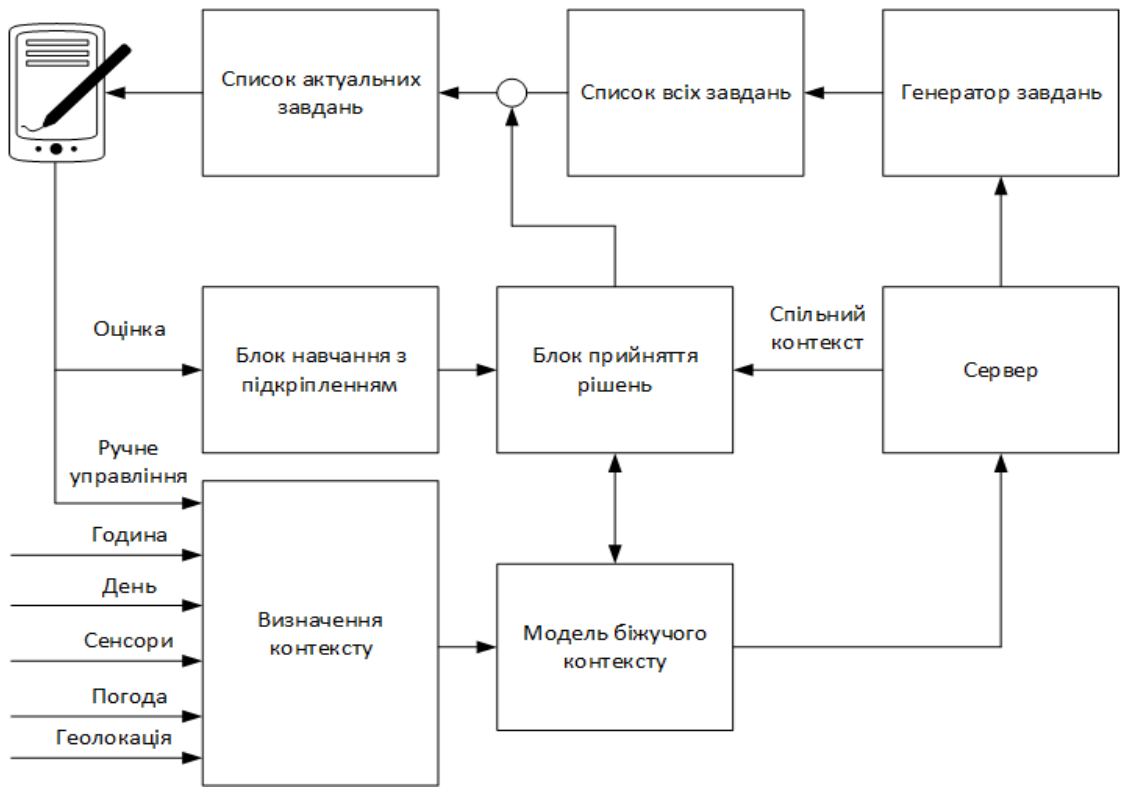 Список актуальних
завдань
Список всіх завдань
Генератор завдань
Оцінка
Блок навчання з
підкріпленням
Блок прийняття
рішень
Спільний
контекст
Сервер
Ручне
управління
Година
День
Сенсори
Погода
Геолокація
Визначення
контексту
Модель біжучого
контексту